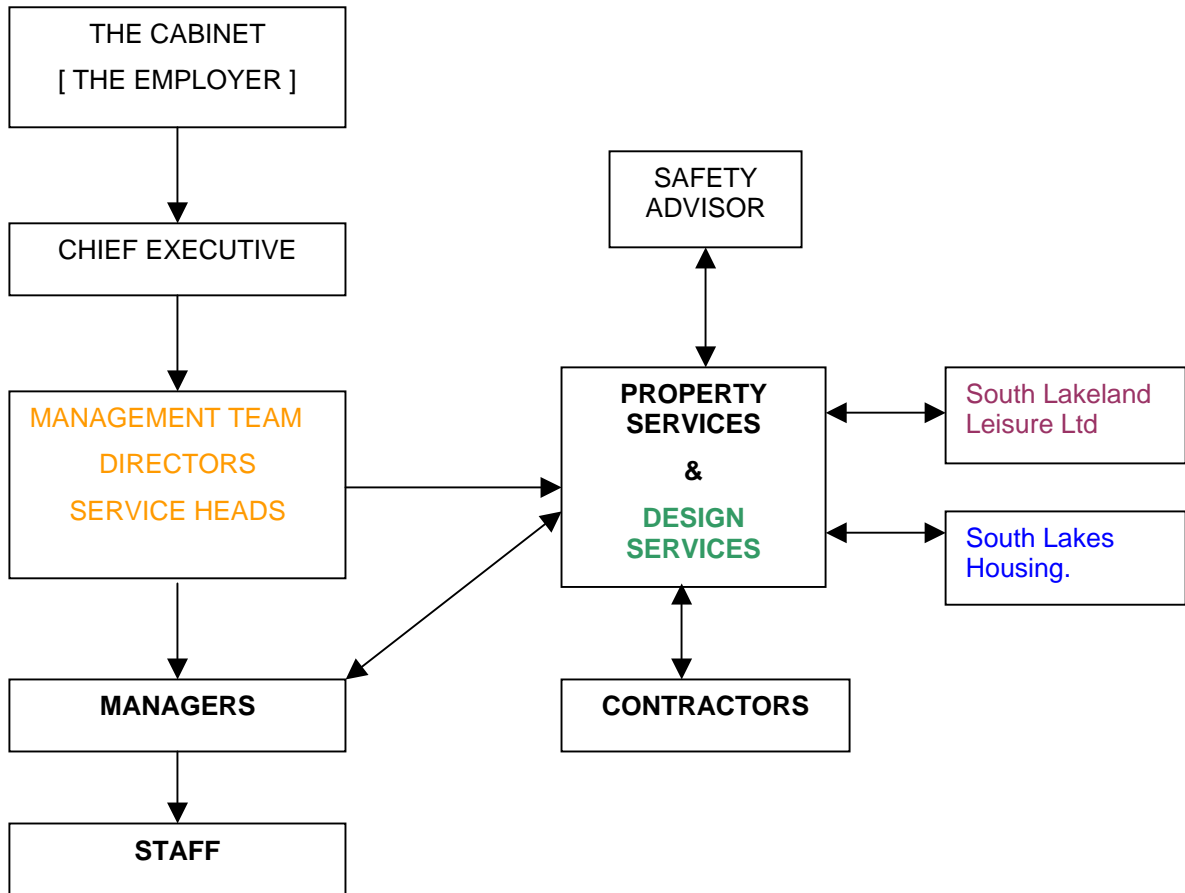 THE CABINET
[ THE EMPLOYER ]
CHIEF EXECUTIVE
MANAGEMENT TEAM
DIRECTORS
SERVICE HEADS
MANAGERS
STAFF
SAFETY
ADVISOR
PROPERTY
SERVICES
&
DESIGN
SERVICES
CONTRACTORS
South Lakeland
Leisure Ltd
South Lakes
Housing.